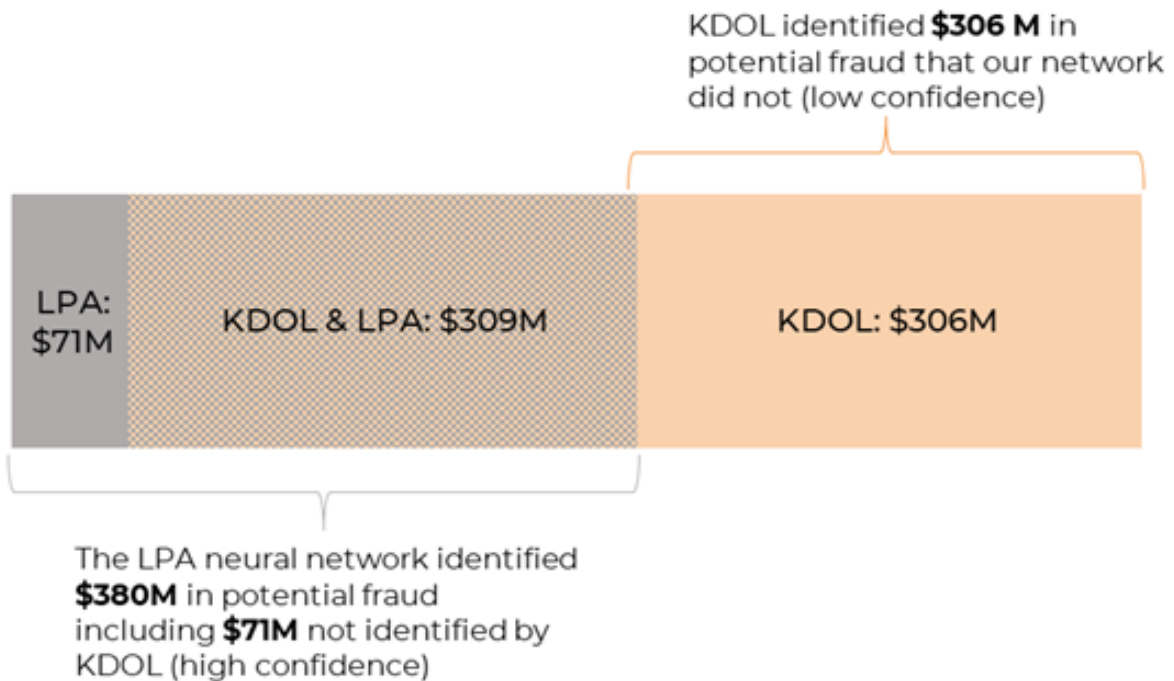 KDOL identified $306 M in
potential fraud that our network
did not (low confidence)
LPA:
$71M
KDOL & LPA: $309M
KDOL: $306M
The LPA neural network identified
$380M in potential fraud
including $71M not identified by
KDOL (high confidence)